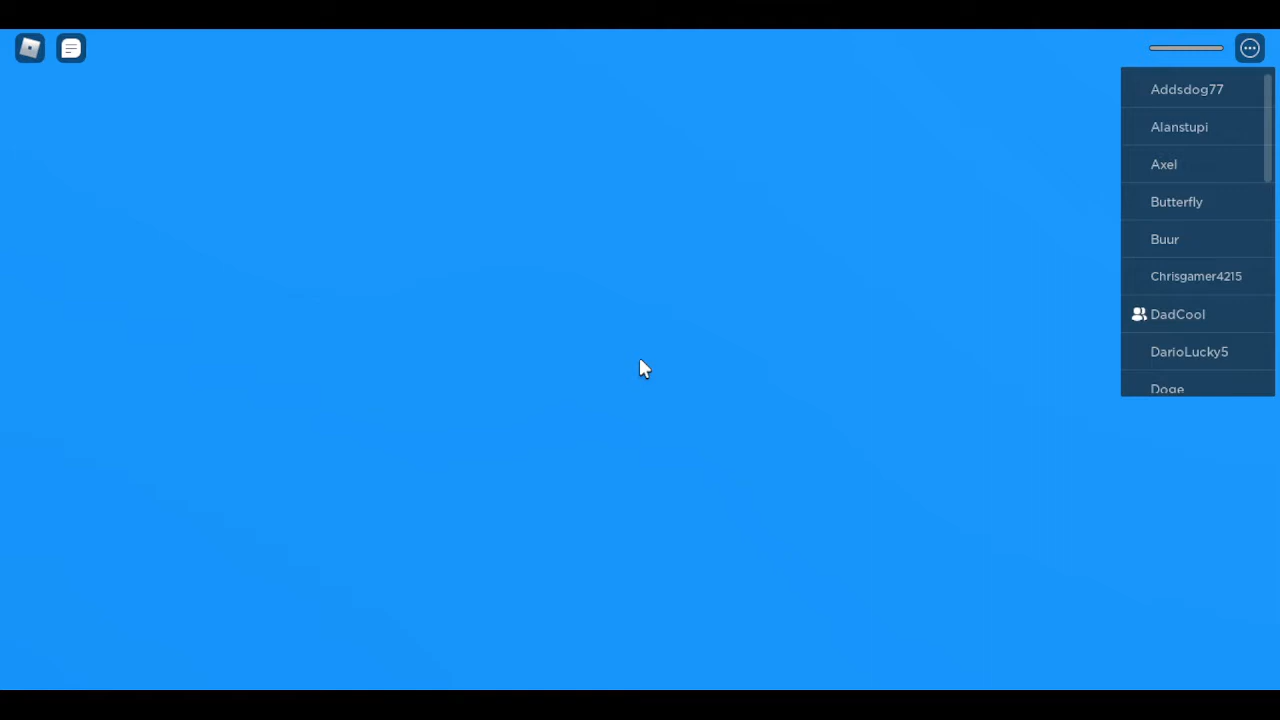 Addsdog77
Alanstupi
Axel
Butterfly
Buur
Chrisgamer4215
DadCool
DarioLucky5
Doge